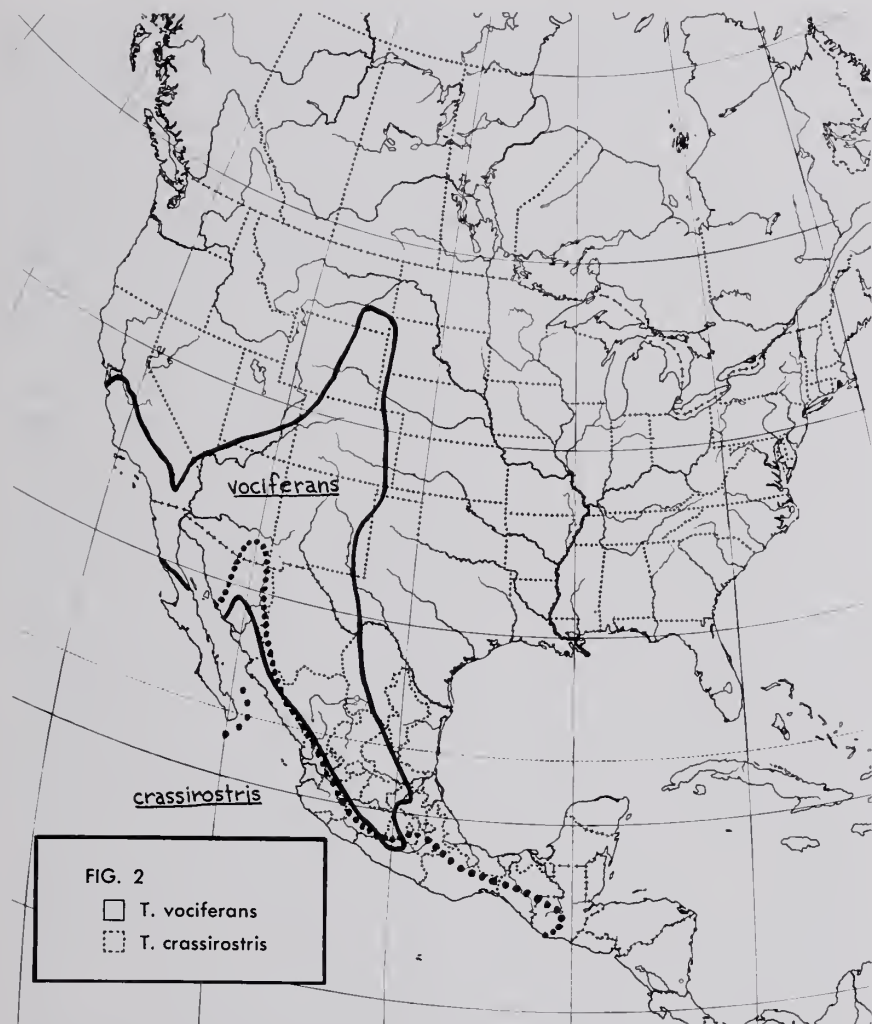 vociferans
crassirostris
FIG. 2
T. vociferans
T. crassirostris